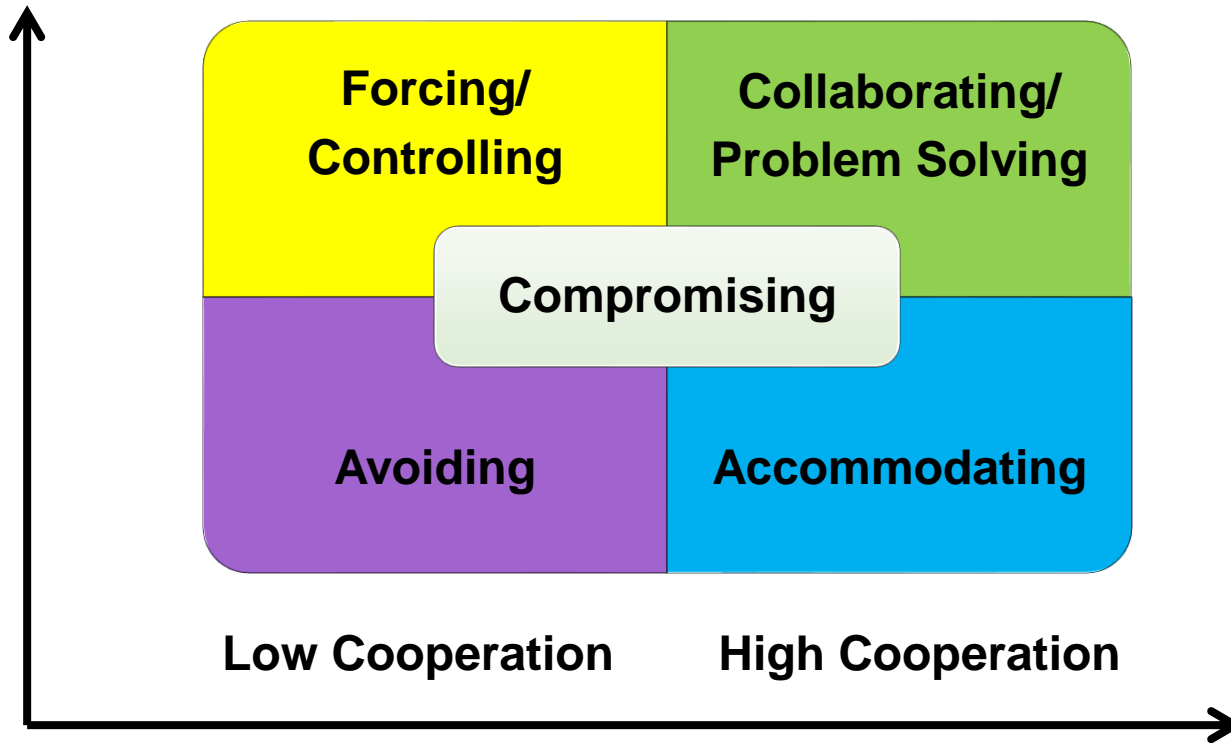 Forcing/
Controlling
Collaborating/
Problem Solving
Compromising
Avoiding
Accommodating
Low Cooperation
High Cooperation